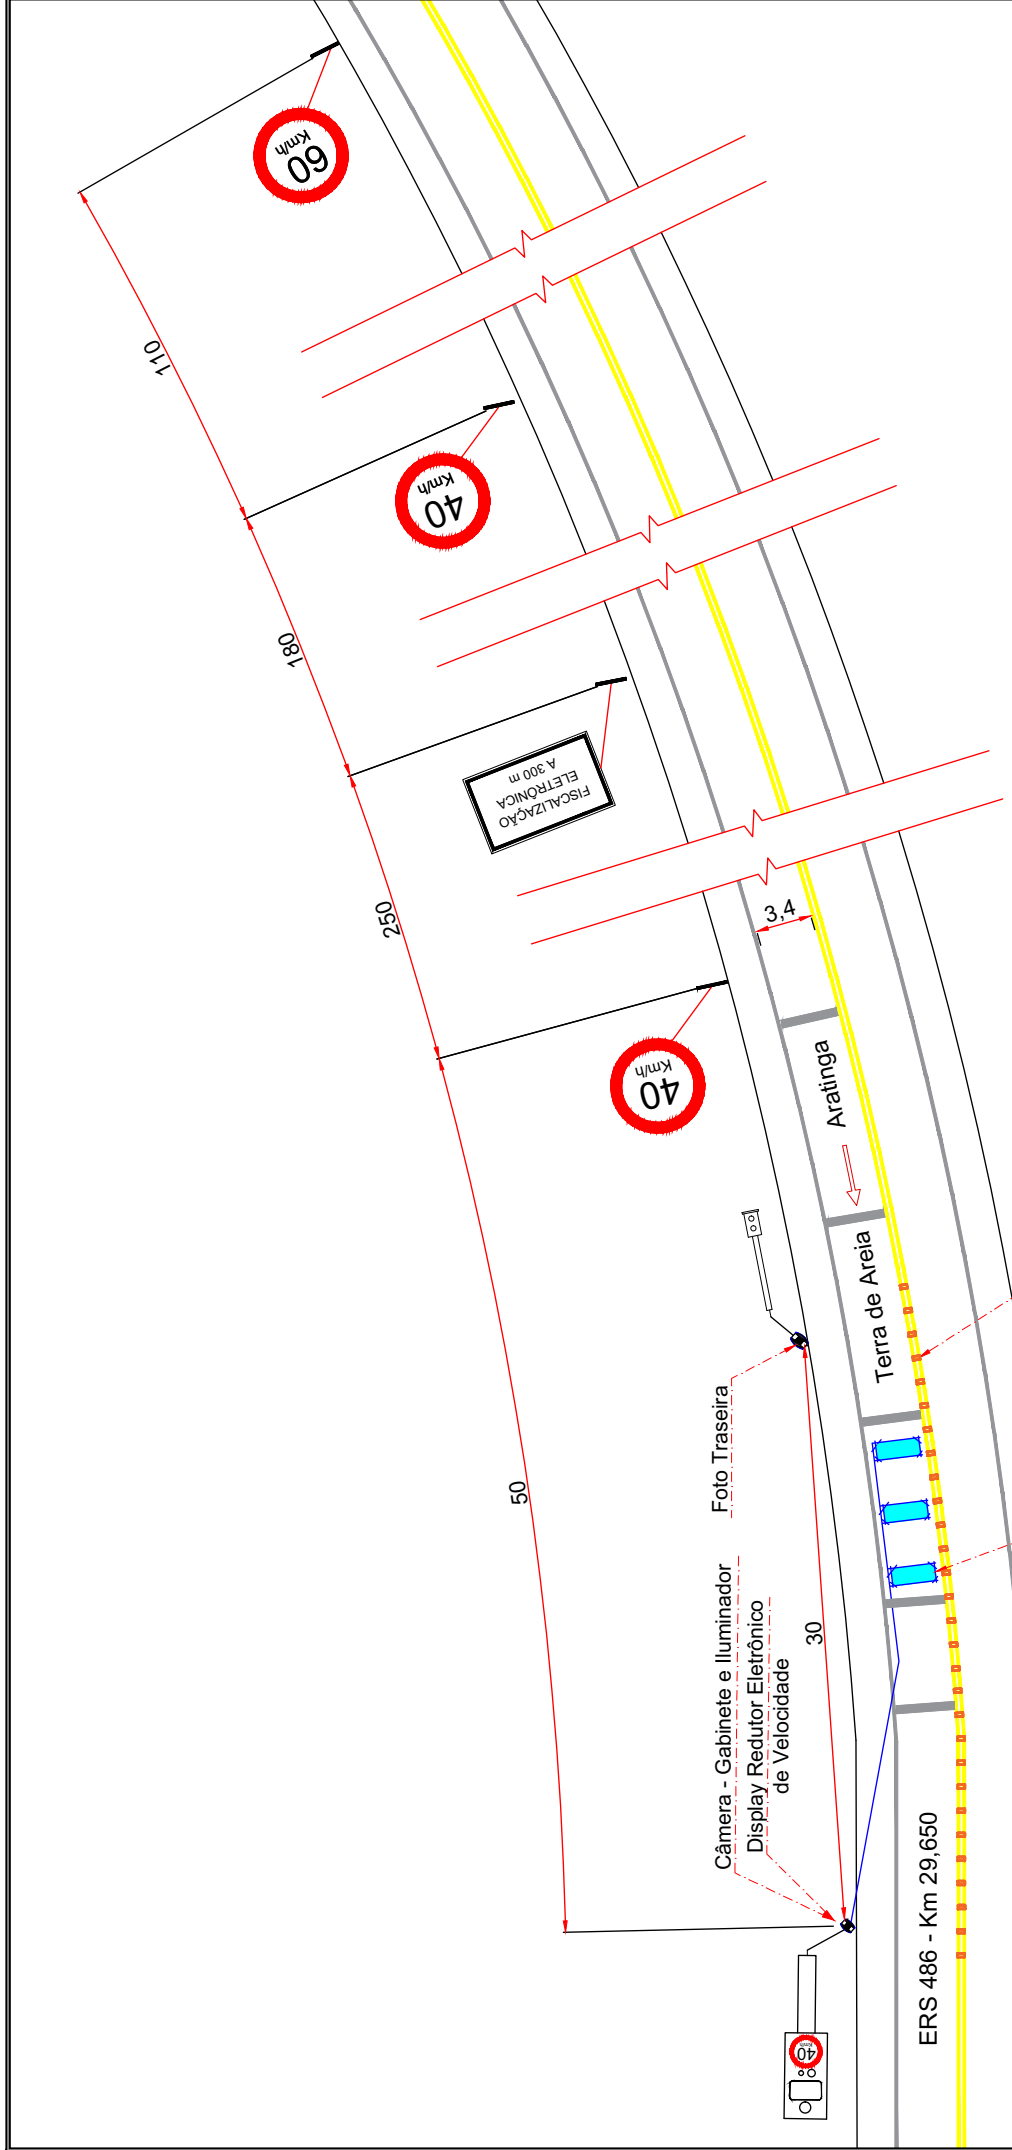 60
Km/h
110
40
Km/h
180
FISCALIZAÇÃO
ELETRÔNICA
A 300 m
250
3,4
40
Km/h
Aratinga
Terra de Areia
Foto Traseira
50
Câmera - Gabinete e Iluminador
Display Redutor Eletrônico
de Velocidade
30
ERS 486 - Km 29,650
40
Km/h